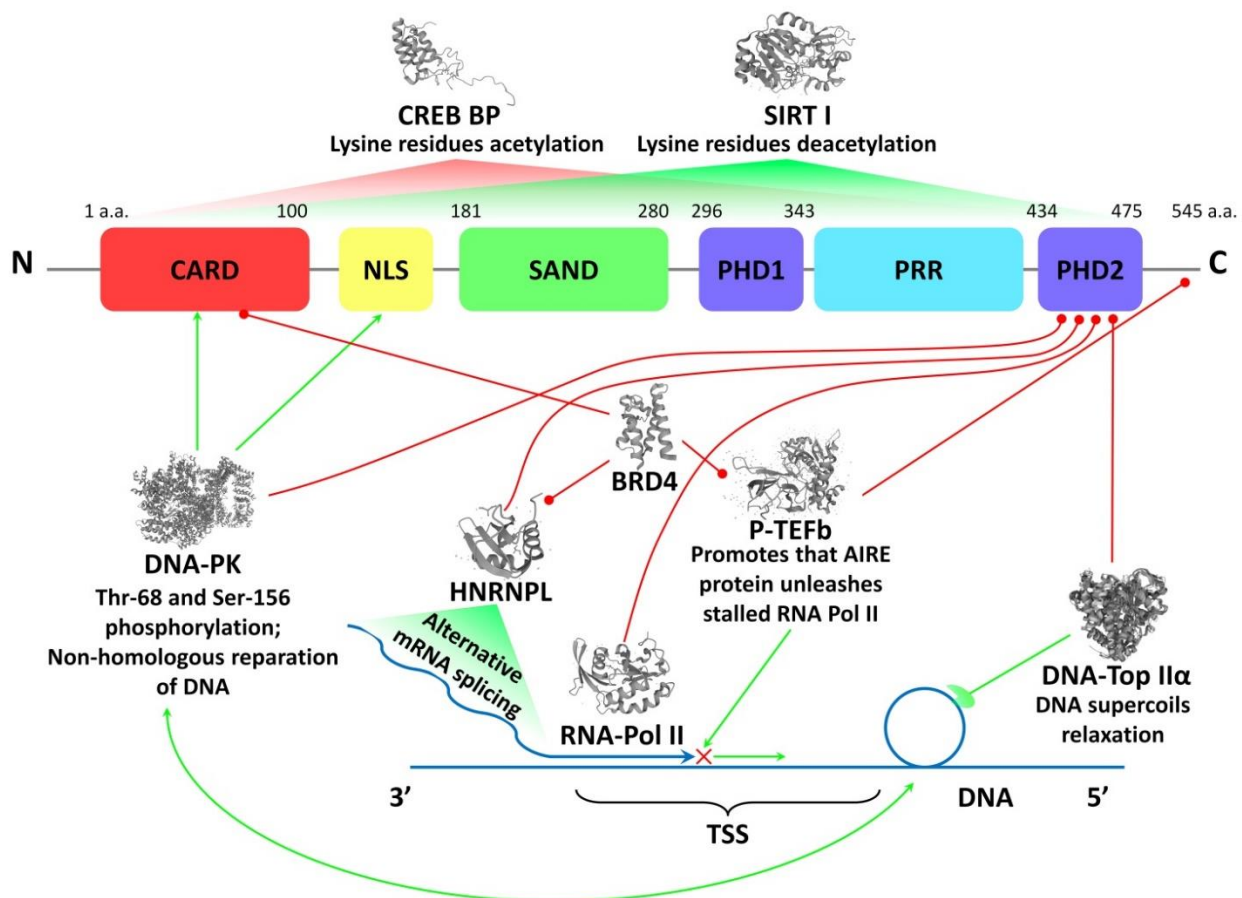 CREB BP
Lysine residues acetylation
SIRT I
Lysine residues deacetylation
1 a.a.
100
181
280
296
343
434
475
545 a.a.
N
CARD
NLS
SAND
PHD1
PRR
PHD2
C
BRD4
DNA-PK
Thr-68 and Ser-156
phosphorylation;
Non-homologous reparation
of DNA
HNRNPL
Alternative
mRNA splicing
P-TEFb
Promotes that AIRE
protein unleashes
stalled RNA Pol II
RNA-Pol II
DNA-Top IIα
DNA supercoils
relaxation
3’
TSS
DNA
5’